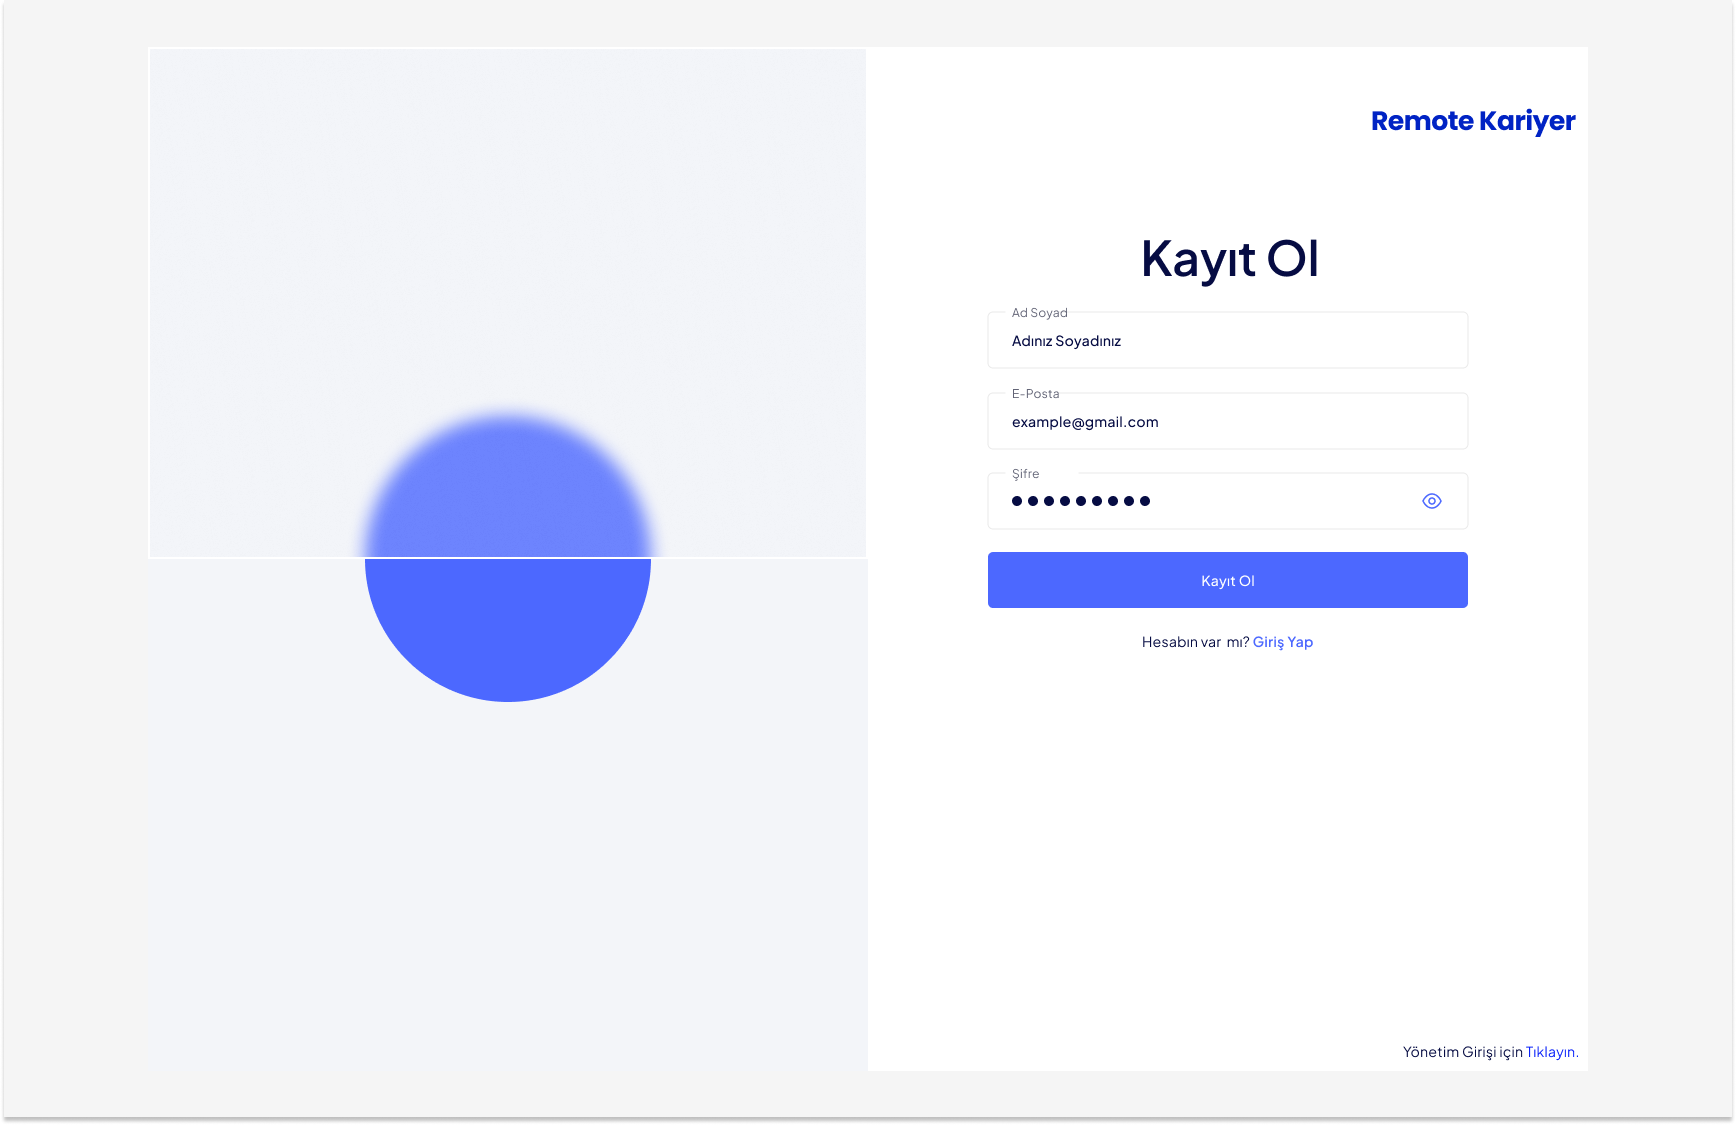 Remote Kariyer
Kayıt Ol
Ad Soyad
Adınız Soyadınız
E-Posta
example@gmail.com
Şifre
Kayıt Ol
Hesabın var  mı? Giriş Yap
Yönetim Girişi için Tıklayın.